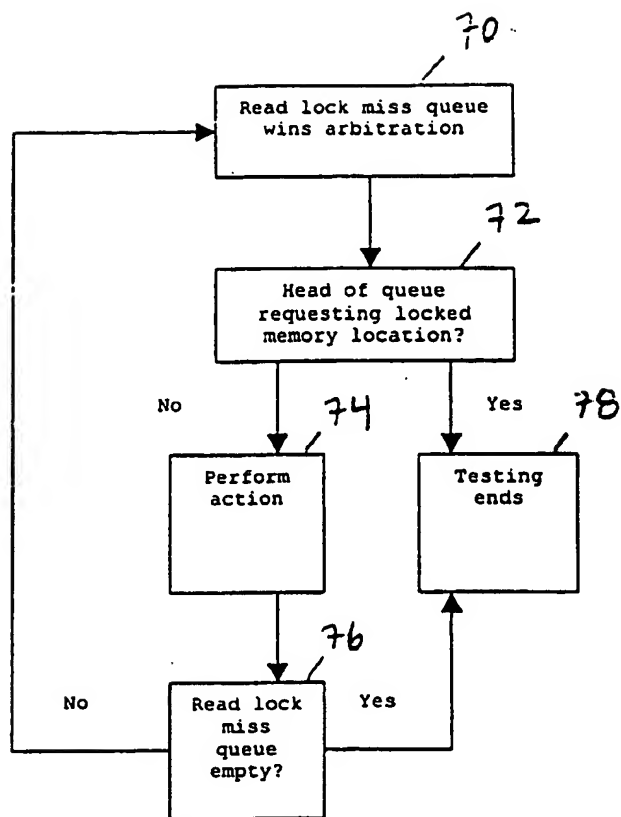 70
Read lock miss queue
wins arbitration
72
Head of queue
requesting locked
memory location?
No
74
Yes
78
Perform
action
Testing
ends
76
No
Read lock
miss
queue
empty?
Yes